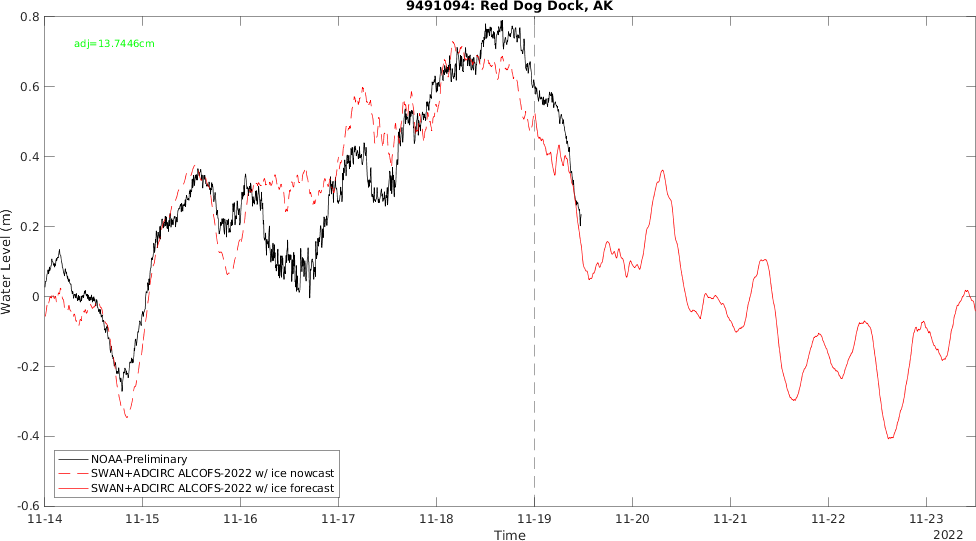 9491094: Red Dog Dock, AK
adj=13.7446cm
0.8
0.6
0.4
0.2
0
-0.2
-0.4
-0.6
Water Level (m)
NOAA-Preliminary
SWAN+ADCIRC ALCOFS-2022 w/ ice nowcast
SWAN+ADCIRC ALCOFS-2022 w/ ice forecast
11-14 11-15 11-16 11-17 11-18 11-19 11-20 11-21 11-22 11-23
Time
2022